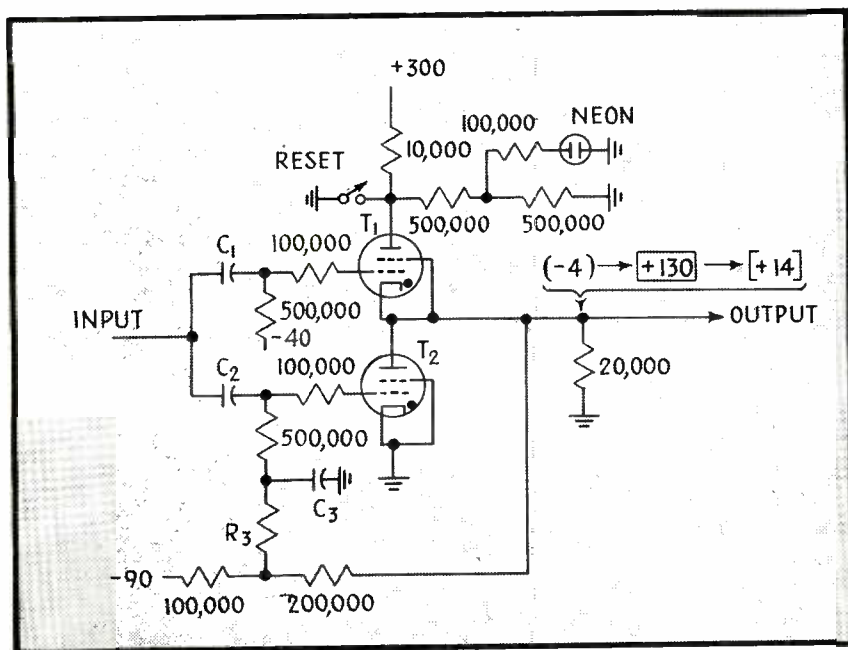 +300
NEON
100,000
10,000
RESET
500,000
500,000
T1
C1
100,000
(-4) → +130 → [+14]
500,000
INPUT
-40
OUTPUT
T2
C2
100,000
20,000
500,000
C3
R3
-90
100,000
200,000